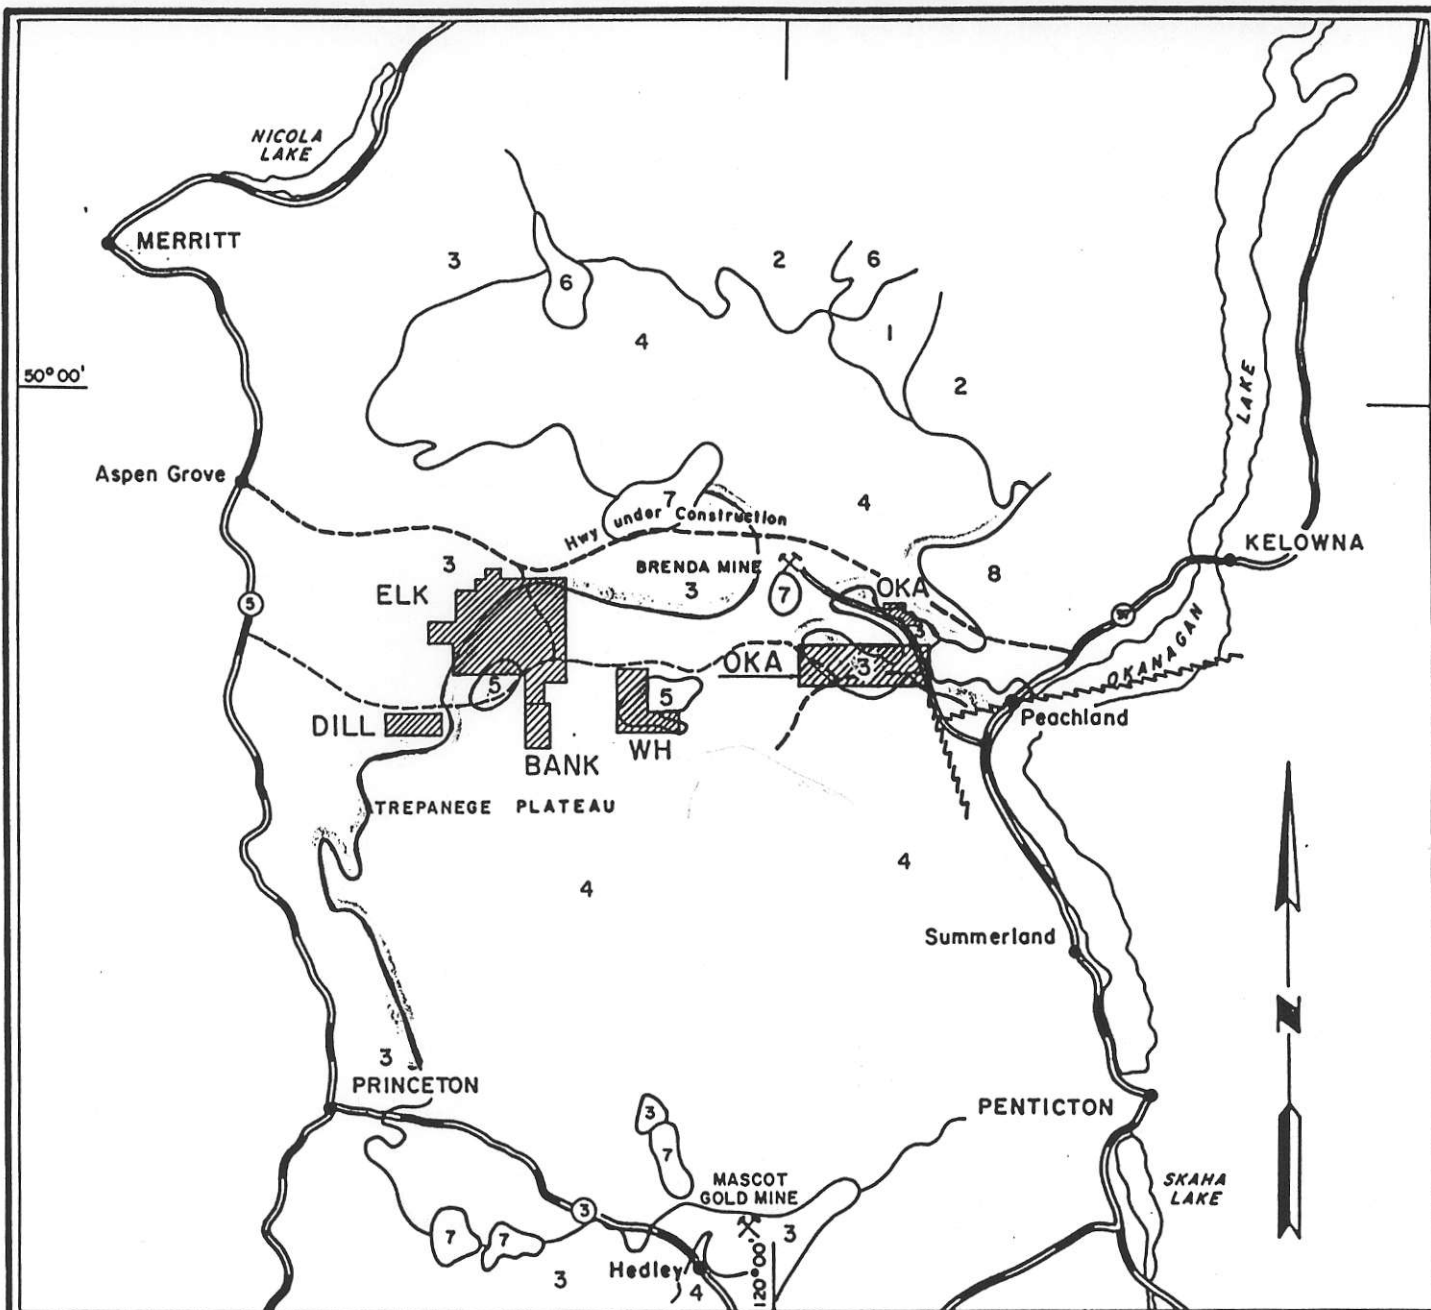 NICOLA
LAKE
MERRITT
3
6
2
6
4
1
2
50°00'
LAKE
Aspen Grove
7
4
Hwy under Construction
KELOWNA
BRENDA MINE
3
3
8
ELK
7
OKA
5
3
97
OKANAGAN
OKA
3
5
5
Peachland
DILL
WH
BANK
TREPANEGE PLATEAU
4
4
Summerland
3
PRINCETON
PENTICTON
3
7
MASCOT
GOLD MINE
SKAHA
LAKE
3
7
7
3
Hedley
3
4
120°00'
N